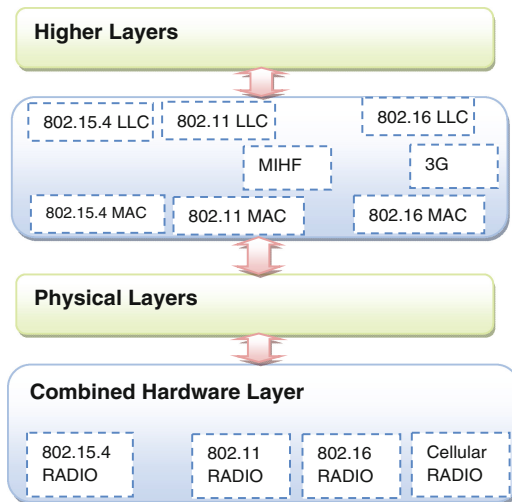 Higher Layers
802.15.4 LLC
802.11 LLC
802.16 LLC
MIHF
3G
802.15.4 MAC
802.11 MAC
802.16 MAC
Physical Layers
Combined Hardware Layer
802.15.4
RADIO
802.11
RADIO
802.16
RADIO
Cellular
RADIO